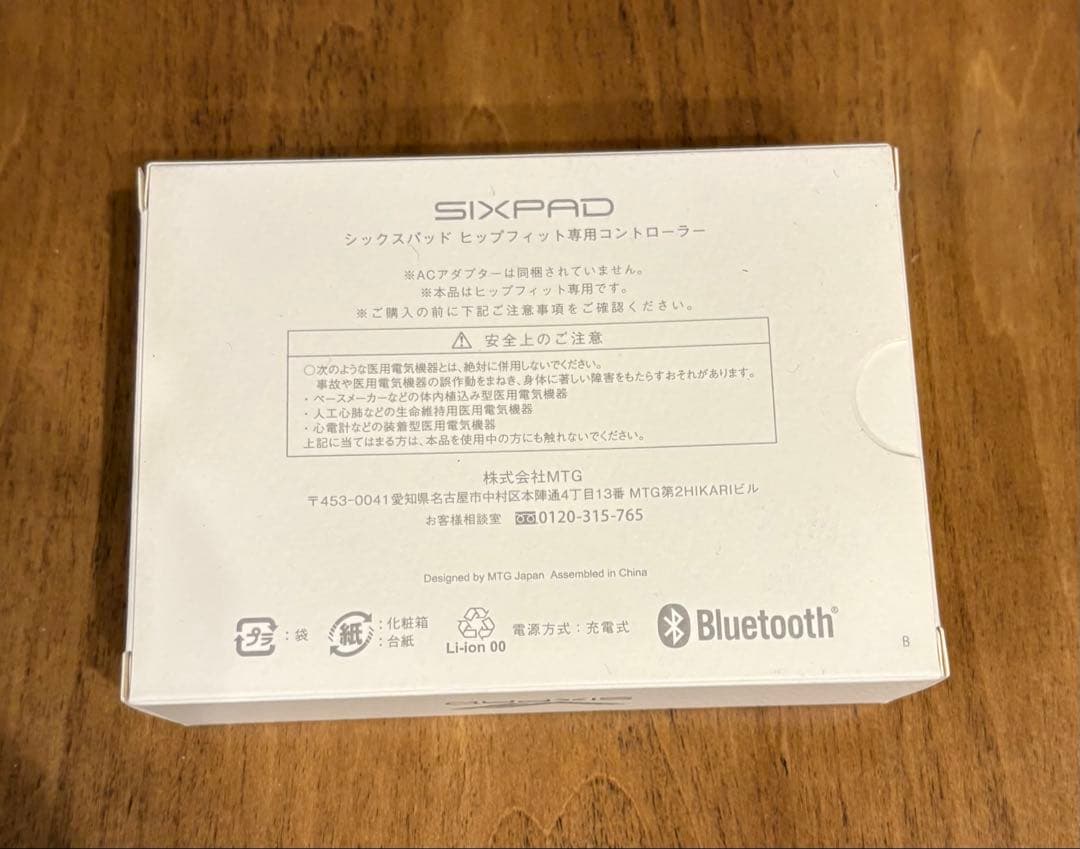 SIXPAD
シックスパッド ヒップフィット専用コントローラー
※ACアダプターは同梱されていません。
※本品はヒップフィット専用です。
※ご購入の前に下記ご注意事項をご確認ください。
安全上のご注意
○次のような医用電気機器とは、絶対に併用しないでください。
事故や医用電気機器の誤作動をまねき、身体に著しい障害をもたらすおそれがあります。
・ペースメーカーなどの体内植込み型医用電気機器
・人工心肺などの生命維持用医用電気機器
・心電計などの装着型医用電気機器
上記に当てはまる方は、本品を使用中の方にも触れないでください。
株式会社MTG
〒453-0041愛知県名古屋市中村区本陣通4丁目13番 MTG第2HIKARIビル
お客様相談室 0120-315-765
Designed by MTG Japan Assembled in China
プラ : 袋
紙 : 化粧箱
: 台紙
Li-ion 00
電源方式 : 充電式
Bluetooth®
B
SIXPAD